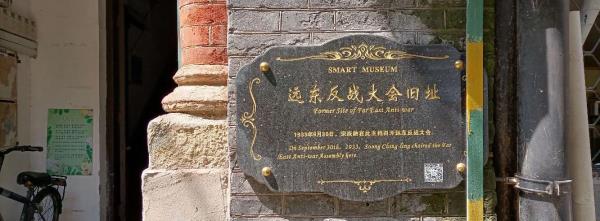 SMART MUSEUM
远东反战大会旧址
Former Site of Far East Anti-war
1933年9月30日，宋庆龄在此主持召开远东反战大会。
On September 30th, 1933, Soong Ching-ling chaired the Far
East Anti-war Assembly here.